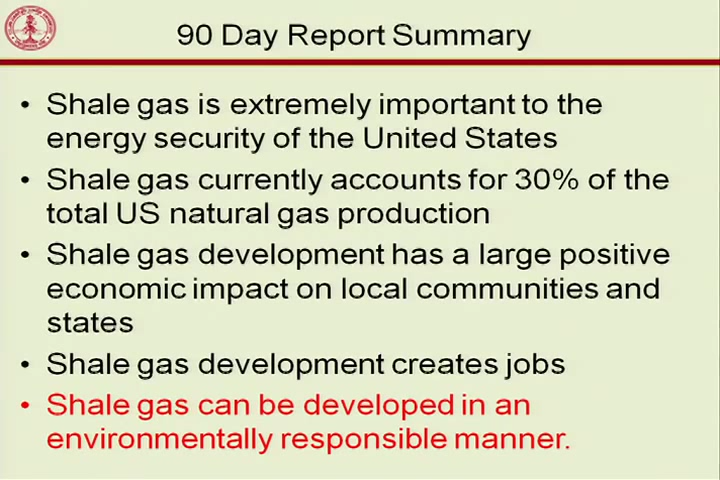 90 Day Report Summary
• Shale gas is extremely important to the
energy security of the United States
• Shale gas currently accounts for 30% of the
total US natural gas production
• Shale gas development has a large positive
economic impact on local communities and
states
• Shale gas development creates jobs
• Shale gas can be developed in an
environmentally responsible manner.